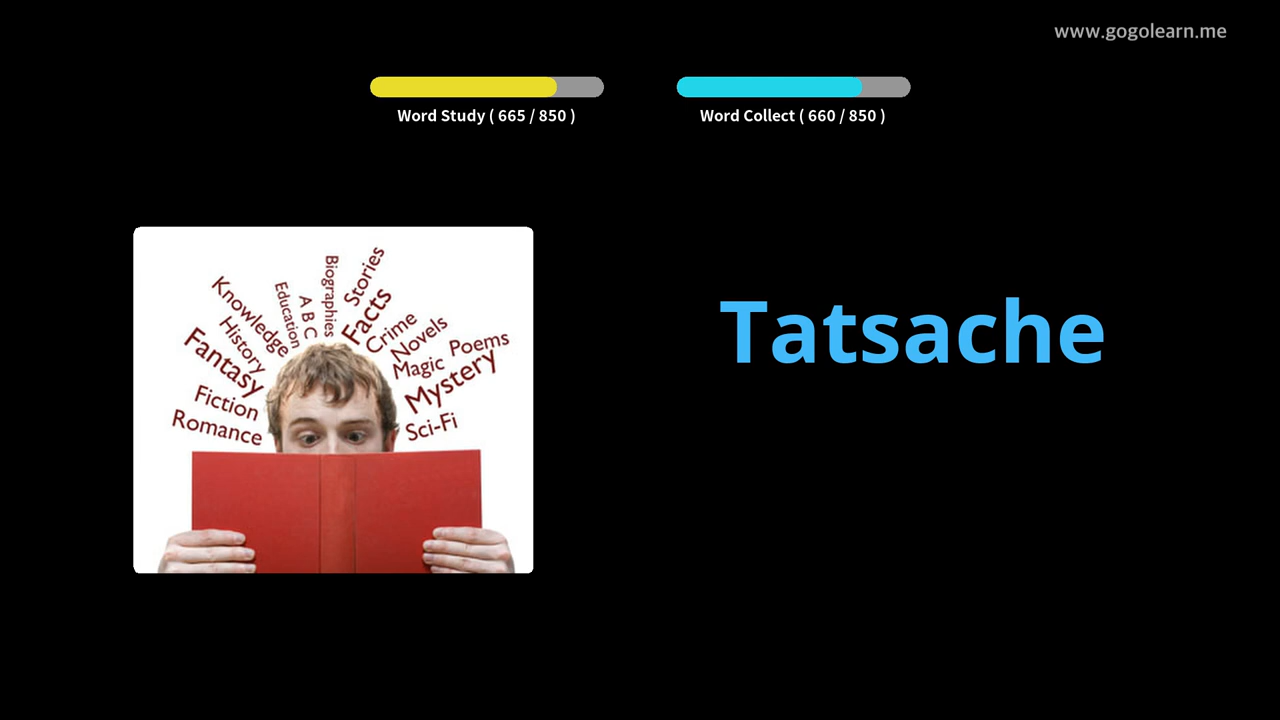 www.gogolearn.me
Word Study ( 665 / 850 )
Word Collect ( 660 / 850 )
Tatsache
Knowledge
Education
A B C
Biographies
Stories
Facts
Crime
Novels
Poems
History
Fantasy
Magic
Mystery
Fiction
Romance
Sci-Fi